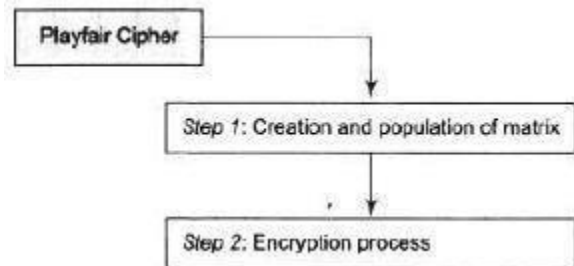 Playfair Cipher
Step 1: Creation and population of matrix
Step 2: Encryption process